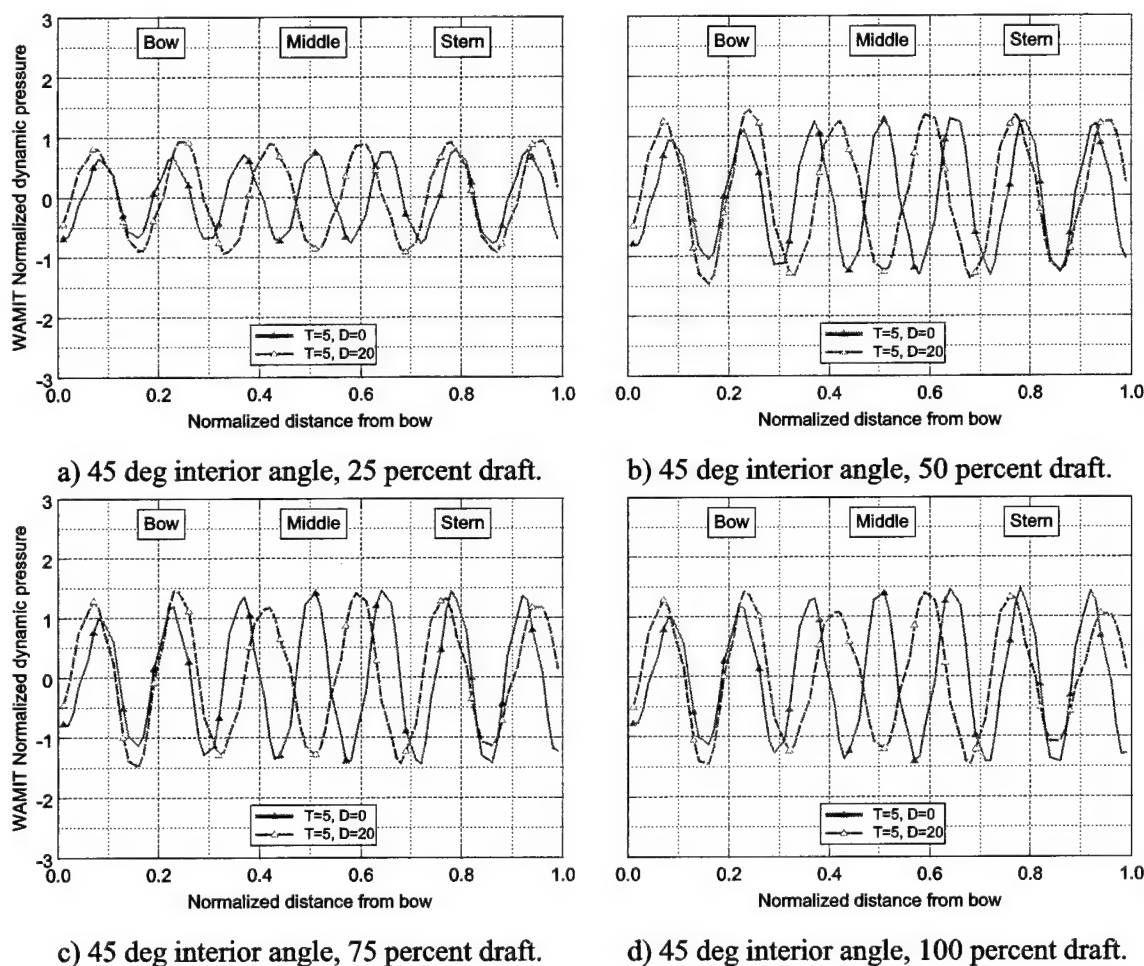 3
2
1
0
-1
-2
-3
WAMIT Normalized dynamic pressure
Bow Middle Stern
T=5, D=0
T=5, D=20
0.0 0.2 0.4 0.6 0.8 1.0
Normalized distance from bow
a) 45 deg interior angle, 25 percent draft.
Bow Middle Stern
T=5, D=0
T=5, D=20
0.0 0.2 0.4 0.6 0.8 1.0
Normalized distance from bow
b) 45 deg interior angle, 50 percent draft.
3
2
1
0
-1
-2
-3
WAMIT Normalized dynamic pressure
Bow Middle Stern
T=5, D=0
T=5, D=20
0.0 0.2 0.4 0.6 0.8 1.0
Normalized distance from bow
c) 45 deg interior angle, 75 percent draft.
Bow Middle Stern
T=5, D=0
T=5, D=20
0.0 0.2 0.4 0.6 0.8 1.0
Normalized distance from bow
d) 45 deg interior angle, 100 percent draft.